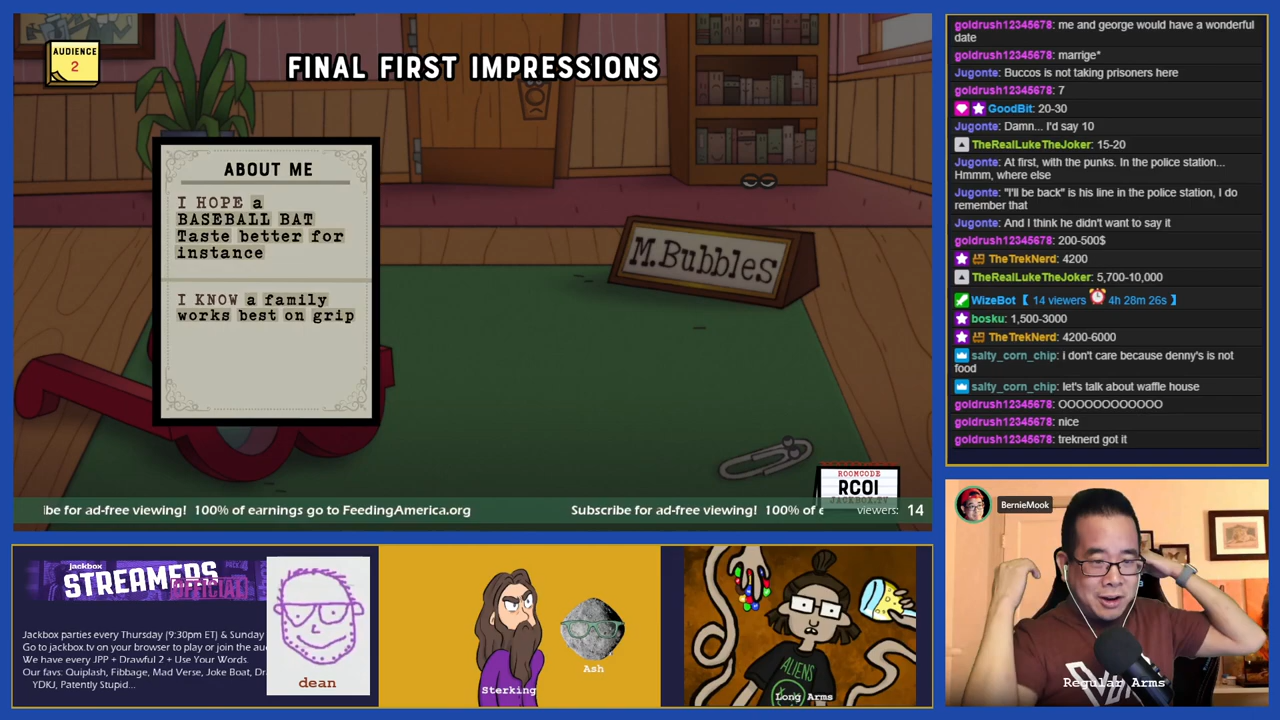 AUDIENCE
2
FINAL FIRST IMPRESSIONS
ABOUT ME
I HOPE a
BASEBALL BAT
Taste better for
instance
I KNOW a family
works best on grip
M.Bubbles
ROOMCODE
RCOI
JACKBOX.TV
ibe for ad-free viewing! 100% of earnings go to FeedingAmerica.org
Subscribe for ad-free viewing! 100% of e
viewers: 14
goldrush12345678: me and george would have a wonderful
date
goldrush12345678: marrige*
Jugonte: Buccos is not taking prisoners here
goldrush12345678: 7
GoodBit: 20-30
Jugonte: Damn... I'd say 10
TheRealLukeTheJoker: 15-20
Jugonte: At first, with the punks. In the police station...
Hmmm, where else
Jugonte: "I'll be back" is his line in the police station, I do
remember that
Jugonte: And I think he didn't want to say it
goldrush12345678: 200-500$
TheTrekNerd: 4200
TheRealLukeTheJoker: 5,700-10,000
WizeBot 【 14 viewers ⏰ 4h 28m 26s 】
bosku: 1,500-3000
TheTrekNerd: 4200-6000
salty_corn_chip: i don't care because denny's is not
food
salty_corn_chip: let's talk about waffle house
goldrush12345678: OOOOOOOOOOOO
goldrush12345678: nice
goldrush12345678: treknerd got it
jackbox
STREAMERS
OFFICIAL
Jackbox parties every Thursday (9:30pm ET) & Sunday
Go to jackbox.tv on your browser to play or join the au
We have every JPP + Drawful 2 + Use Your Words.
Our favs: Quiplash, Fibbage, Mad Verse, Joke Boat, Dr
YDKJ, Patently Stupid...
dean
Sterking
Ash
ALIENS
Long Arms
BernieMook
Regular Arms